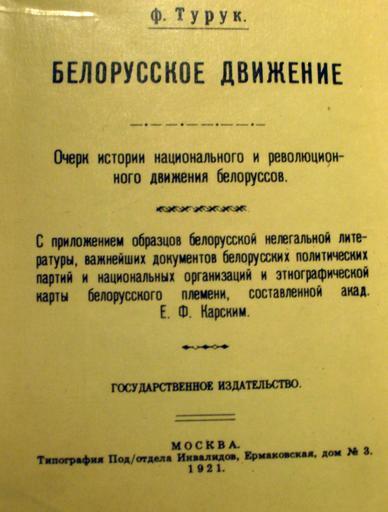 Ф. Турук.
БЕЛОРУССКОЕ ДВИЖЕНИЕ
Очерк истории национального и революцион-
ного движения белоруссов.
С приложением образцов белорусской нелегальной лите-
ратуры, важнейших документов белорусских политических
партий и национальных организаций и этнографической
карты белорусского племени, составленной акад.
Е. Ф. Карским.
ГОСУДАРСТВЕННОЕ ИЗДАТЕЛЬСТВО.
МОСКВА.
Типография Под/отдела Инвалидов, Ермаковская, дом № 3.
1921.